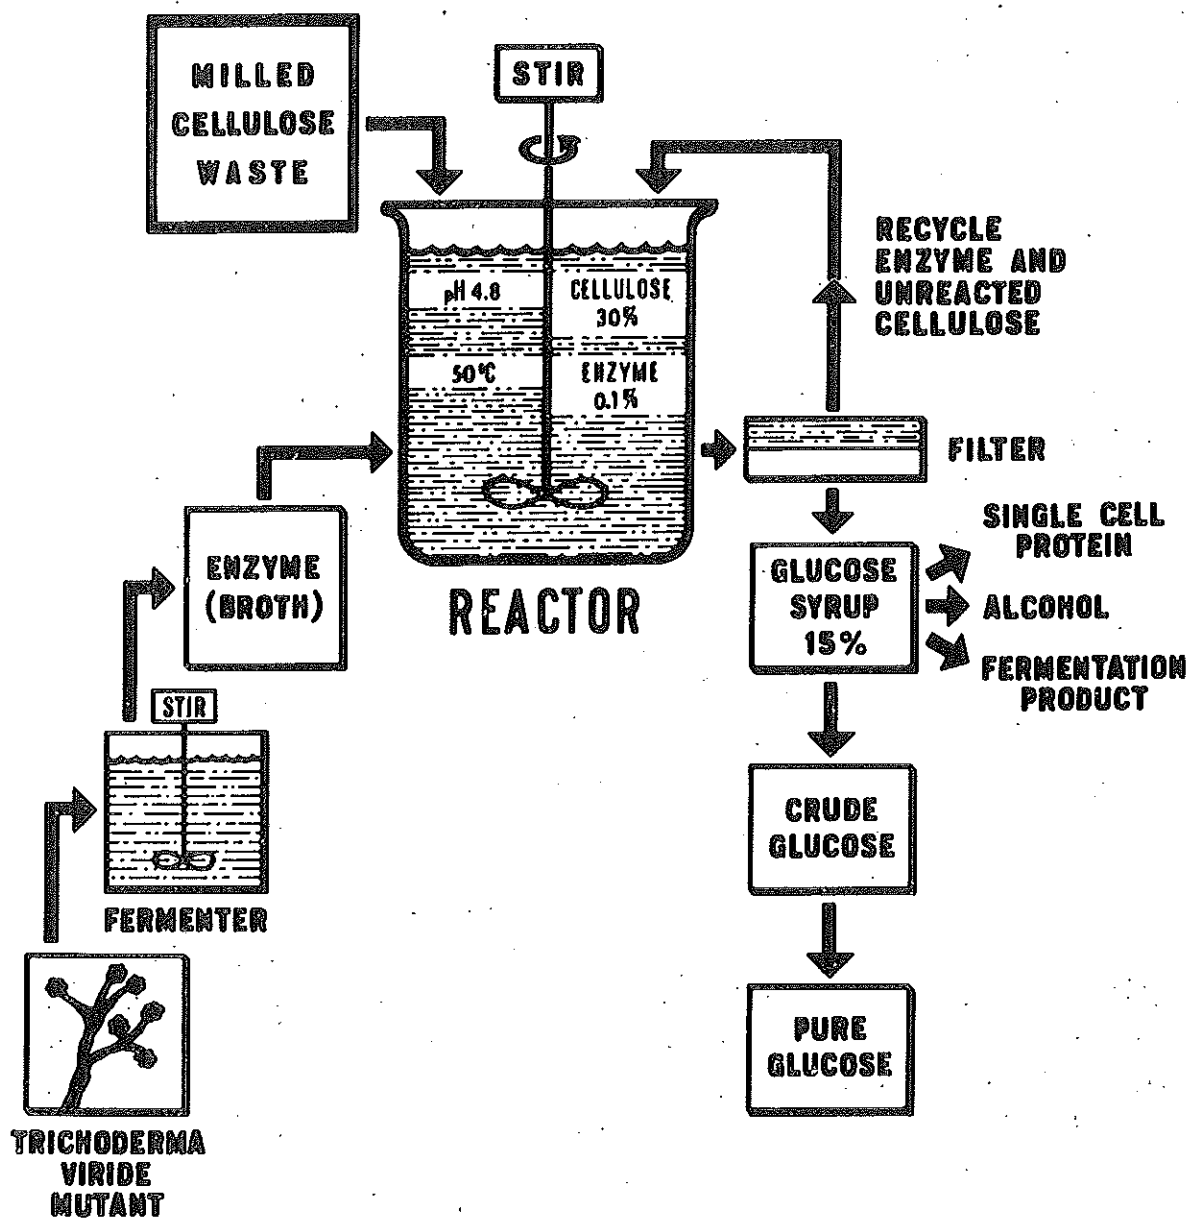 MILLED
CELLULOSE
WASTE
STIR
RECYCLE
ENZYME AND
UNREACTED
CELLULOSE
pH 4.8
CELLULOSE
30%
50°C
ENZYME
0.1%
FILTER
ENZYME
(BROTH)
REACTOR
GLUCOSE
SYRUP
15%
SINGLE CELL
PROTEIN
ALCOHOL
FERMENTATION
PRODUCT
STIR
FERMENTER
CRUDE
GLUCOSE
PURE
GLUCOSE
TRICHODERMA
VIRIDE
MUTANT